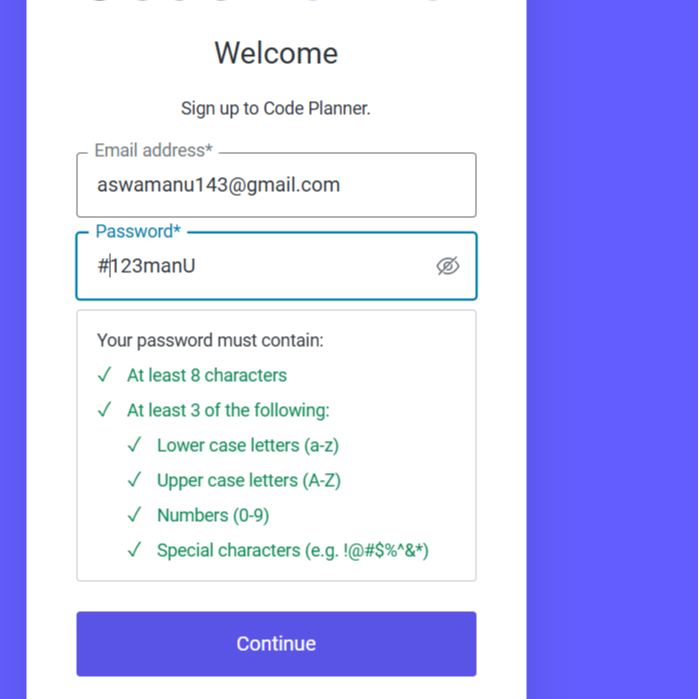 Welcome
Sign up to Code Planner.
Email address*
aswamanu143@gmail.com
Password*
#123manU
Your password must contain:
✓ At least 8 characters
✓ At least 3 of the following:
✓ Lower case letters (a-z)
✓ Upper case letters (A-Z)
✓ Numbers (0-9)
✓ Special characters (e.g. !@#$%^&*)
Continue